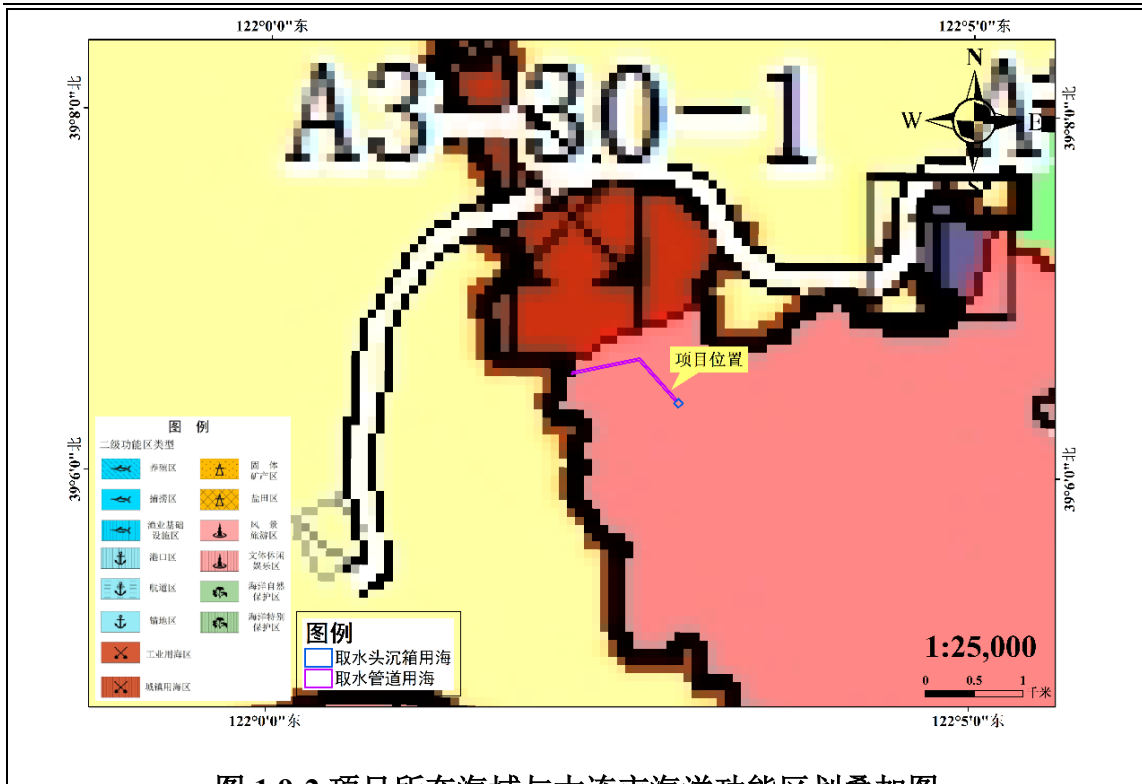 122°0'0"东
122°5'0"东
39°8'0"北
39°8'0"北
A3-30-1
N
W
E
项目位置
39°6'0"北
39°6'0"北
图 例
二级功能区类型
养殖区
固体
矿产区
捕捞区
盐田区
渔业基础
设施区
风景
旅游区
港口区
文体休闲
娱乐区
航道区
海洋自然
保护区
锚地区
海洋特别
保护区
工业用海区
城镇用海区
图例
取水头沉箱用海
取水管道用海
1:25,000
0 0.5 1
千米
122°0'0"东
122°5'0"东